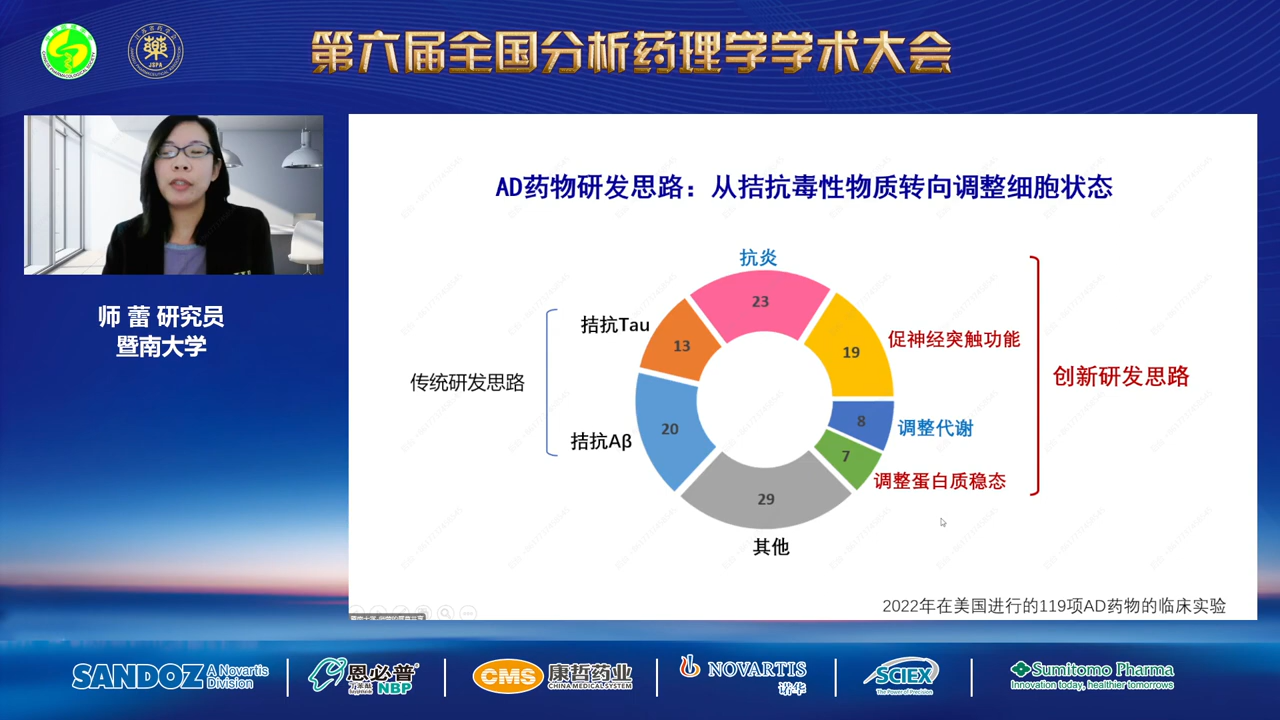 第六届全国分析药理学学术大会
JSPA
师 蕾 研究员
暨南大学
AD药物研发思路：从拮抗毒性物质转向调整细胞状态
抗炎
23
拮抗Tau
13
19
促神经突触功能
传统研发思路
创新研发思路
拮抗Aβ
20
8
调整代谢
7
调整蛋白质稳态
29
其他
2022年在美国进行的119项AD药物的临床实验
SANDOZ A Novartis Division
恩必普®
NBP
CMS 康哲药业
CHINA MEDICAL SYSTEM
NOVARTIS
诺华
SCIEX
The Power of Precision
Sumitomo Pharma
Innovation today, healthier tomorrows